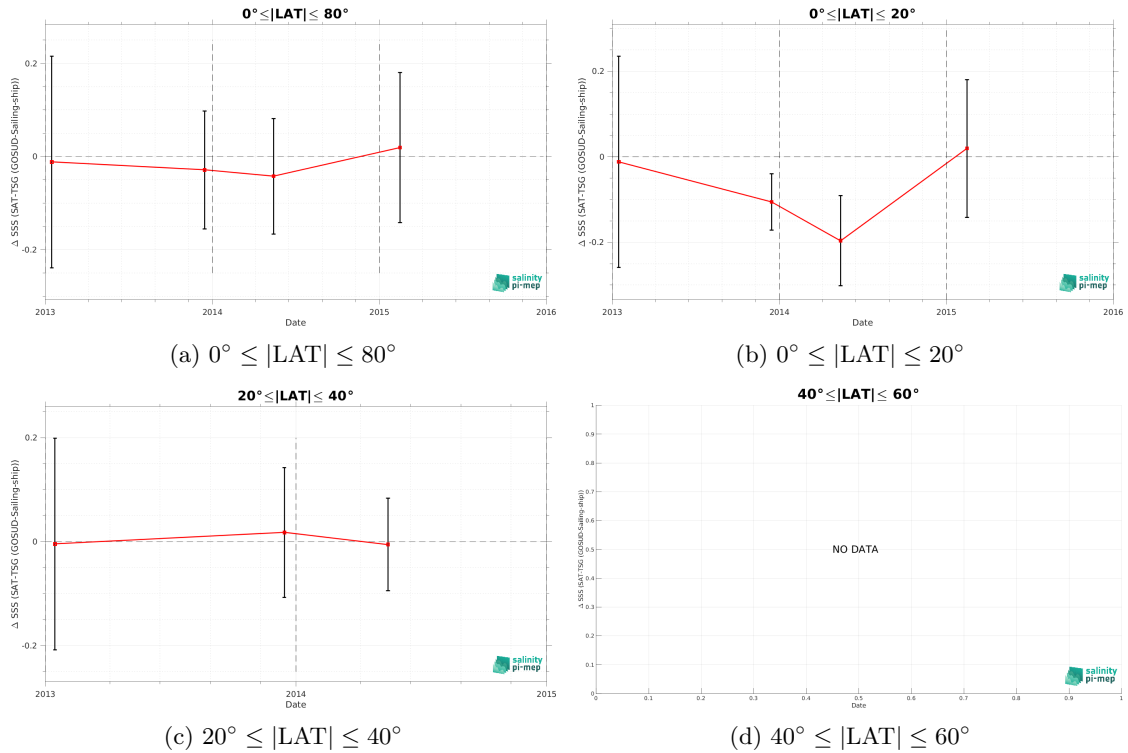 0°≤|LAT|≤ 80°
Δ SSS (SAT-TSG (GOSUD-Sailing-ship))
0.2
0
-0.2
2013 2014 2015 2016
Date
salinity
pi-mep
(a) 0° ≤ |LAT| ≤ 80°
0°≤|LAT|≤ 20°
Δ SSS (SAT-TSG (GOSUD-Sailing-ship))
0.2
0
-0.2
2013 2014 2015 2016
Date
salinity
pi-mep
(b) 0° ≤ |LAT| ≤ 20°
20°≤|LAT|≤ 40°
Δ SSS (SAT-TSG (GOSUD-Sailing-ship))
0.2
0
-0.2
2013 2014 2015
Date
salinity
pi-mep
(c) 20° ≤ |LAT| ≤ 40°
40°≤|LAT|≤ 60°
Δ SSS (SAT-TSG (GOSUD-Sailing-ship))
1
0.9
0.8
0.7
0.6
0.5
0.4
0.3
0.2
0.1
0
NO DATA
0 0.1 0.2 0.3 0.4 0.5 0.6 0.7 0.8 0.9 1
Date
salinity
pi-mep
(d) 40° ≤ |LAT| ≤ 60°